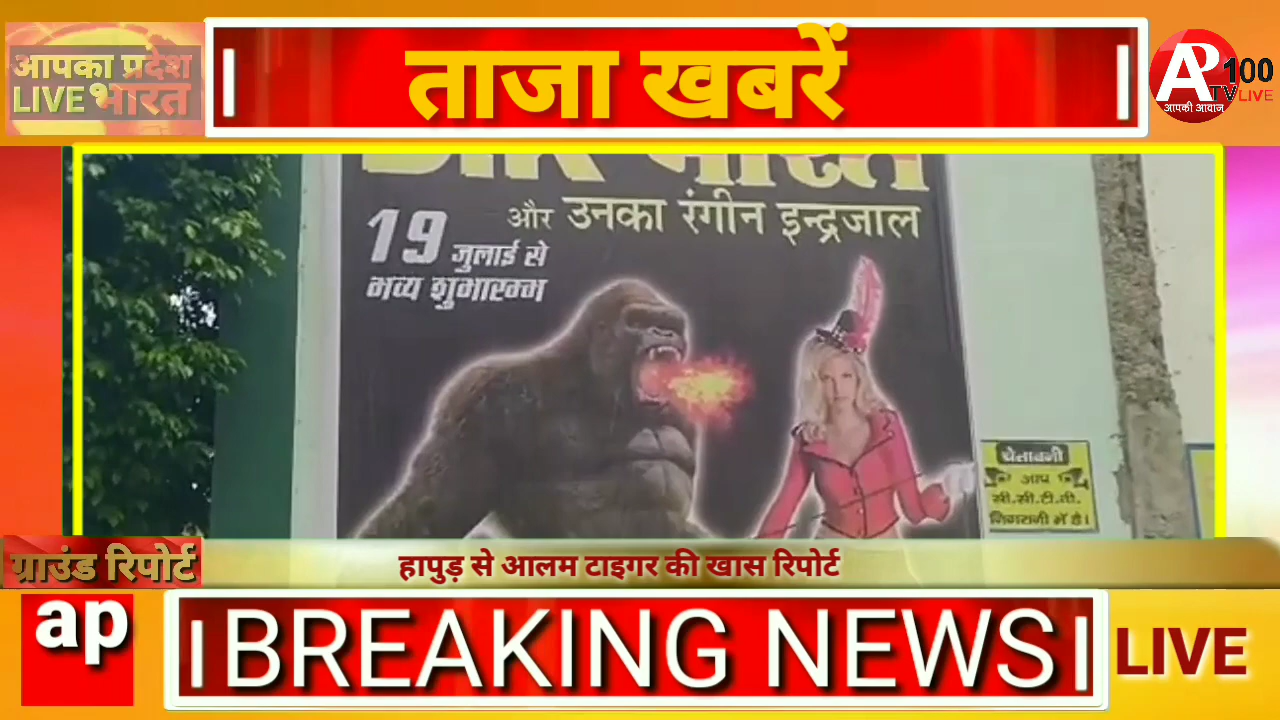 आपका प्रदेश
LIVE भारत
ताजा खबरें
AP 100
TV LIVE
आपकी आवाज
भारत
और उनका रंगीन इन्द्रजाल
19 जुलाई से
भव्य शुभारम्भ
चेतावनी
आप
सी.सी.टी.वी.
निगरानी में है।
ग्राउंड रिपोर्ट
हापुड़ से आलम टाइगर की खास रिपोर्ट
ap
BREAKING NEWS
LIVE